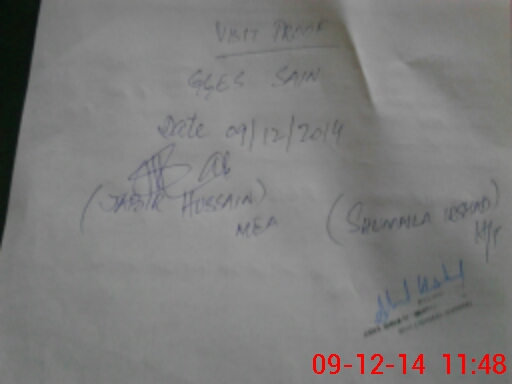 VISIT PROOF
GGES SAIN
Date 09/12/2014
(JABIR HUSSAIN)
MEA
(SHUMAILA IRSHAD)
H/T
09-12-14 11:48